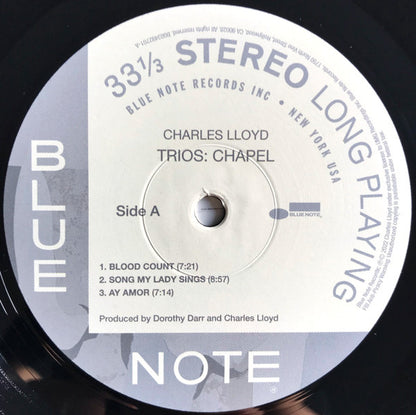 33⅓ STEREO LONG PLAYING
BLUE NOTE RECORDS INC • NEW YORK USA
CHARLES LLOYD
TRIOS: CHAPEL
Side A
BLUE NOTE
1. BLOOD COUNT (7:21)
2. SONG MY LADY SINGS (8:57)
3. AY AMOR (7:14)
Produced by Dorothy Darr and Charles Lloyd
BLUE
NOTE
®